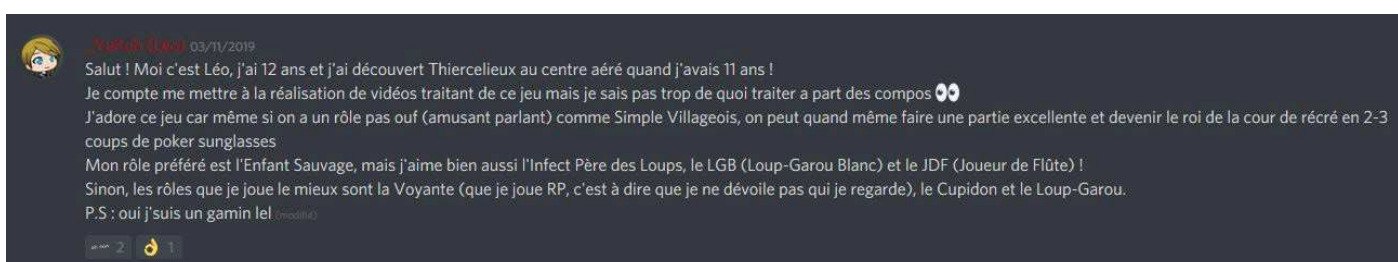 (Léo) 03/11/2019
Salut ! Moi c'est Léo, j'ai 12 ans et j'ai découvert Thiercelieux au centre aéré quand j'avais 11 ans !
Je compte me mettre à la réalisation de vidéos traitant de ce jeu mais je sais pas trop de quoi traiter a part des compos 👀
J'adore ce jeu car même si on a un rôle pas ouf (amusant parlant) comme Simple Villageois, on peut quand même faire une partie excellente et devenir le roi de la cour de récré en 2-3
coups de poker sunglasses
Mon rôle préféré est l'Enfant Sauvage, mais j'aime bien aussi l'Infect Père des Loups, le LGB (Loup-Garou Blanc) et le JDF (Joueur de Flûte) !
Sinon, les rôles que je joue le mieux sont la Voyante (que je joue RP, c'est à dire que je ne dévoile pas qui je regarde), le Cupidon et le Loup-Garou.
P.S : oui j'suis un gamin lel (modifié)
2 👌 1